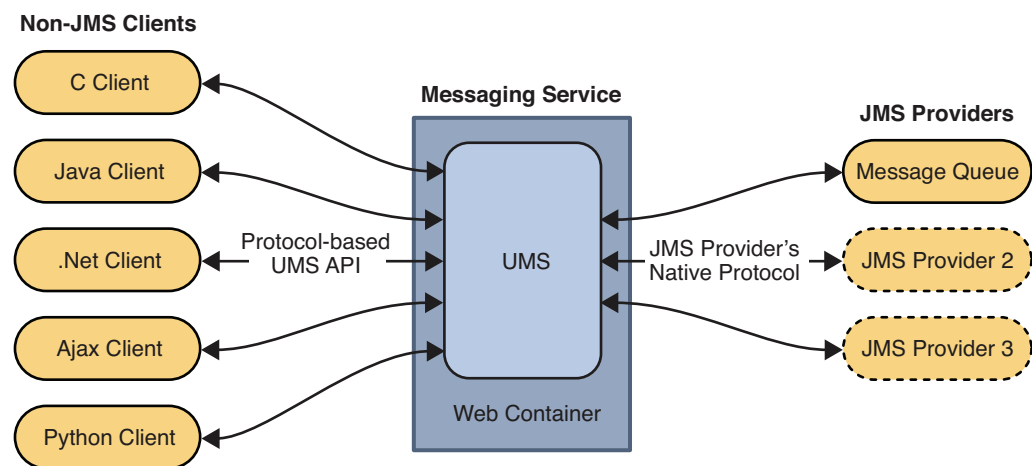 Non-JMS Clients
C Client
Java Client
.Net Client
Ajax Client
Python Client
Protocol-based
UMS API
Messaging Service
UMS
Web Container
JMS Provider's
Native Protocol
JMS Providers
Message Queue
JMS Provider 2
JMS Provider 3